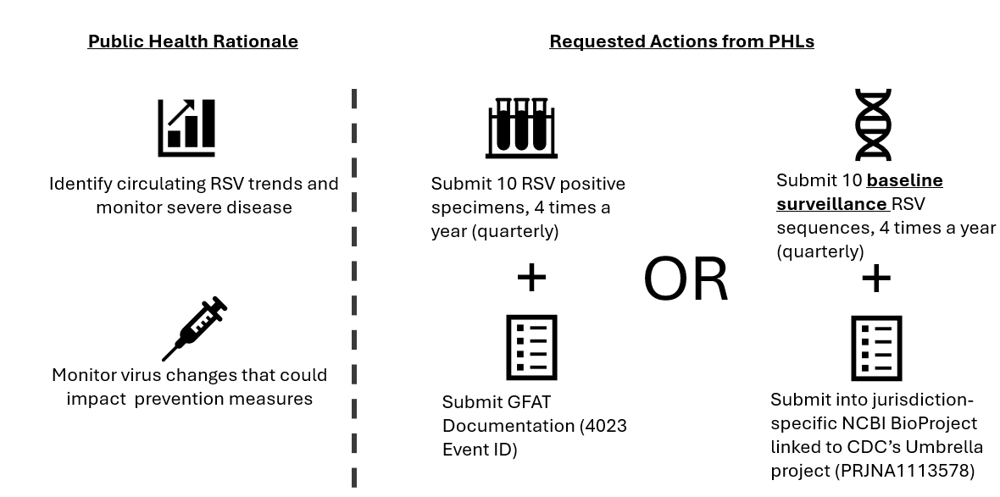 Public Health Rationale
Identify circulating RSV trends and
monitor severe disease
Monitor virus changes that could
impact  prevention measures
Requested Actions from PHLs
Submit 10 RSV positive
specimens, 4 times a
year (quarterly)
+
Submit GFAT
Documentation (4023
Event ID)
OR
Submit 10 baseline
surveillance RSV
sequences, 4 times a year
(quarterly)
+
Submit into jurisdiction-
specific NCBI BioProject
linked to CDC’s Umbrella
project (PRJNA1113578)